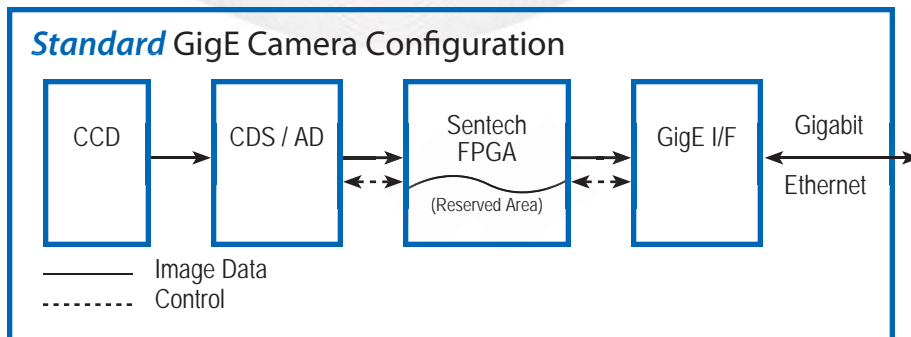 Standard GigE Camera Configuration
CCD
CDS / AD
Sentech
FPGA
(Reserved Area)
GigE I/F
Gigabit
Ethernet
Image Data
Control